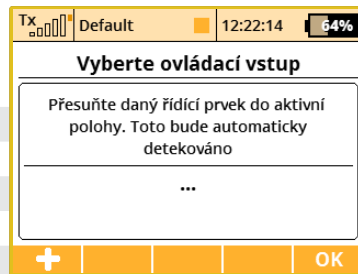 Tx Default 12:22:14 64%
Vyberte ovládací vstup
Přesuňte daný řídící prvek do aktivní
polohy. Toto bude automaticky
detekováno
...
+ OK